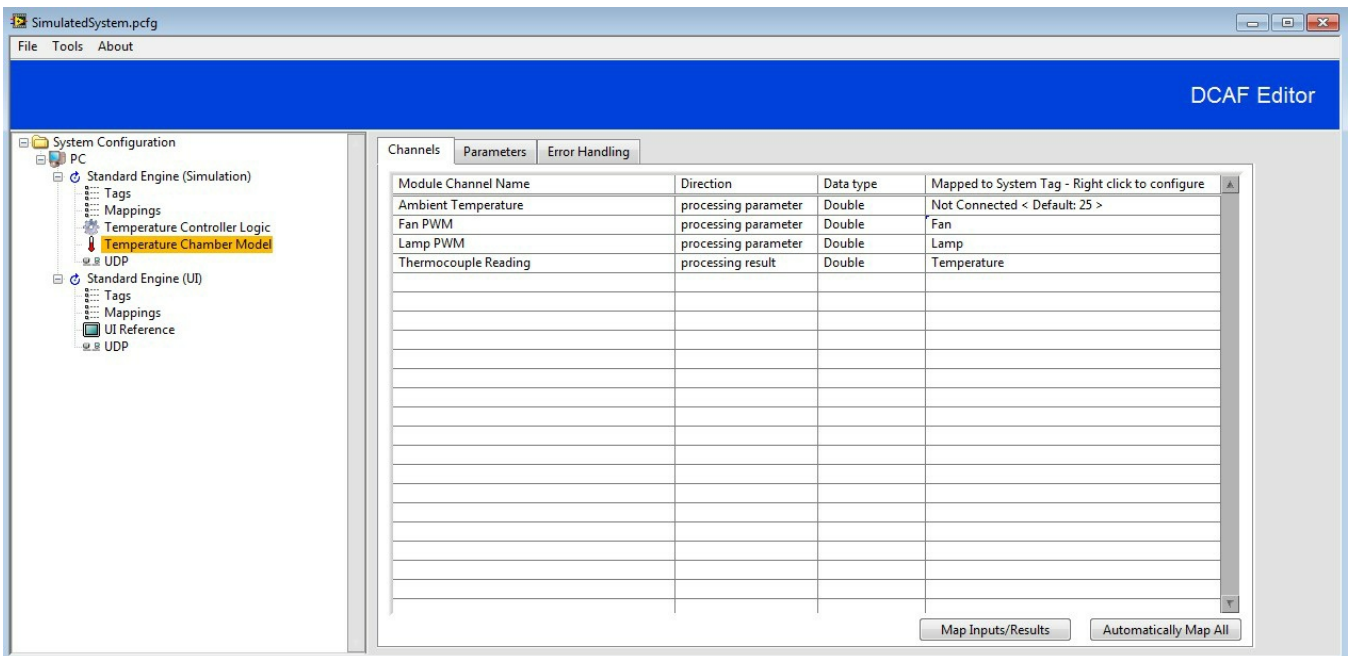 SimulatedSystem.pcfg
File Tools About
DCAF Editor
System Configuration
PC
Standard Engine (Simulation)
Tags
Mappings
Temperature Controller Logic
Temperature Chamber Model
UDP
Standard Engine (UI)
Tags
Mappings
UI Reference
UDP
Channels Parameters Error Handling
Module Channel Name Direction Data type Mapped to System Tag - Right click to configure
Ambient Temperature processing parameter Double Not Connected < Default: 25 >
Fan PWM processing parameter Double Fan
Lamp PWM processing parameter Double Lamp
Thermocouple Reading processing result Double Temperature
Map Inputs/Results Automatically Map All